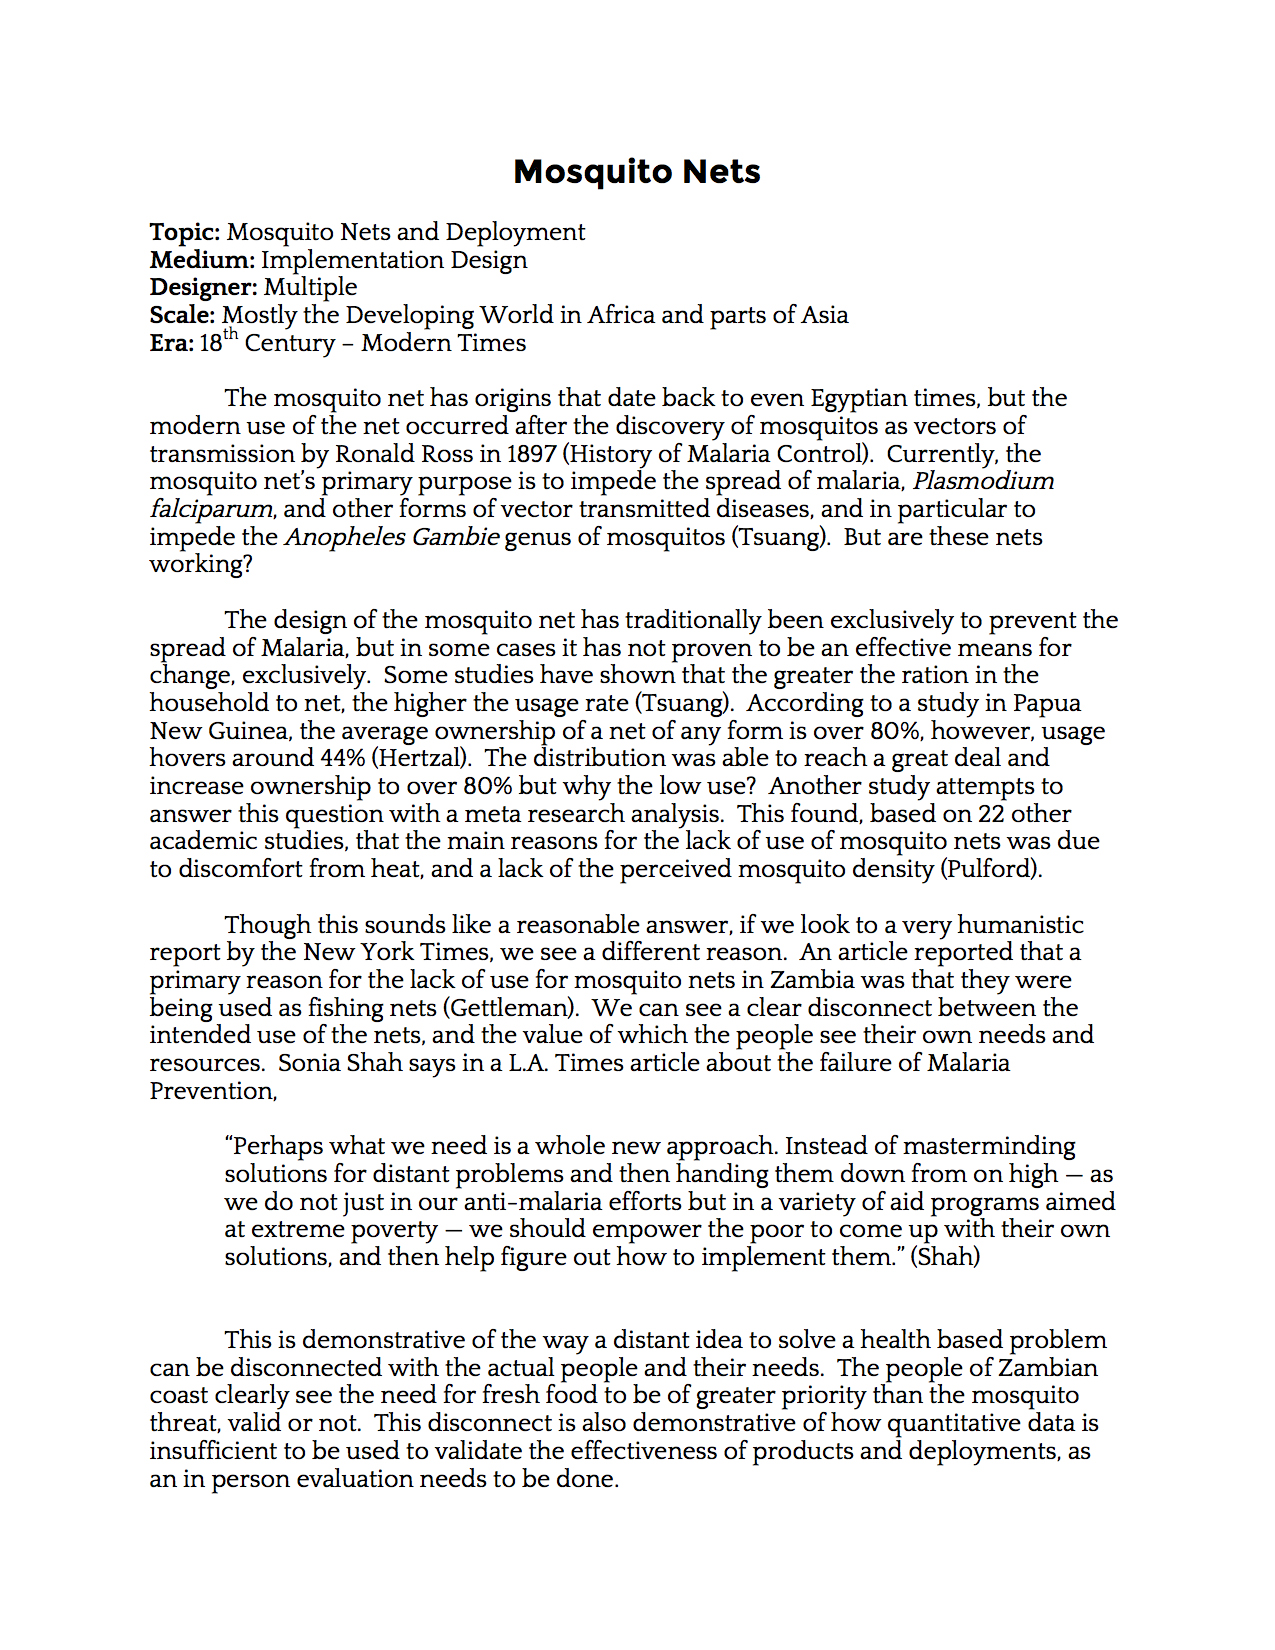 Mosquito Nets
Topic: Mosquito Nets and Deployment
Medium: Implementation Design
Designer: Multiple
Scale: Mostly the Developing World in Africa and parts of Asia
Era: 18th Century – Modern Times
The mosquito net has origins that date back to even Egyptian times, but the
modern use of the net occurred after the discovery of mosquitos as vectors of
transmission by Ronald Ross in 1897 (History of Malaria Control).  Currently, the
mosquito net’s primary purpose is to impede the spread of malaria, Plasmodium
falciparum, and other forms of vector transmitted diseases, and in particular to
impede the Anopheles Gambie genus of mosquitos (Tsuang).  But are these nets
working?
The design of the mosquito net has traditionally been exclusively to prevent the
spread of Malaria, but in some cases it has not proven to be an effective means for
change, exclusively.  Some studies have shown that the greater the ration in the
household to net, the higher the usage rate (Tsuang).  According to a study in Papua
New Guinea, the average ownership of a net of any form is over 80%, however, usage
hovers around 44% (Hertzal).  The distribution was able to reach a great deal and
increase ownership to over 80% but why the low use?  Another study attempts to
answer this question with a meta research analysis.  This found, based on 22 other
academic studies, that the main reasons for the lack of use of mosquito nets was due
to discomfort from heat, and a lack of the perceived mosquito density (Pulford).
Though this sounds like a reasonable answer, if we look to a very humanistic
report by the New York Times, we see a different reason.  An article reported that a
primary reason for the lack of use for mosquito nets in Zambia was that they were
being used as fishing nets (Gettleman).  We can see a clear disconnect between the
intended use of the nets, and the value of which the people see their own needs and
resources.  Sonia Shah says in a L.A. Times article about the failure of Malaria
Prevention,
“Perhaps what we need is a whole new approach. Instead of masterminding
solutions for distant problems and then handing them down from on high — as
we do not just in our anti-malaria efforts but in a variety of aid programs aimed
at extreme poverty — we should empower the poor to come up with their own
solutions, and then help figure out how to implement them.” (Shah)
This is demonstrative of the way a distant idea to solve a health based problem
can be disconnected with the actual people and their needs.  The people of Zambian
coast clearly see the need for fresh food to be of greater priority than the mosquito
threat, valid or not.  This disconnect is also demonstrative of how quantitative data is
insufficient to be used to validate the effectiveness of products and deployments, as
an in person evaluation needs to be done.